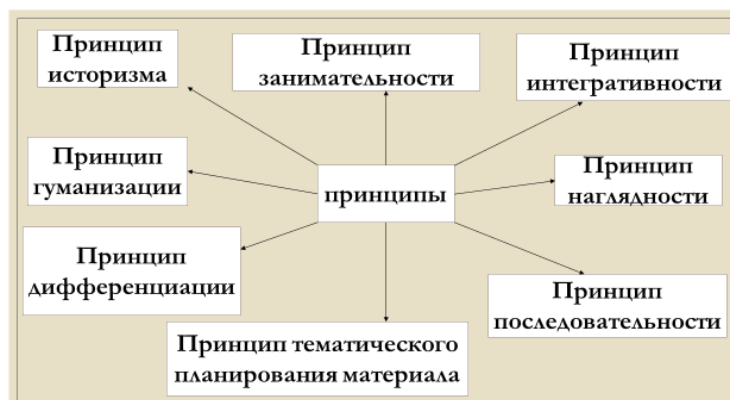 Принцип
историзма
Принцип
занимательности
Принцип
интегративности
Принцип
гуманизации
принципы
Принцип
наглядности
Принцип
дифференциации
Принцип
последовательности
Принцип тематического
планирования материала